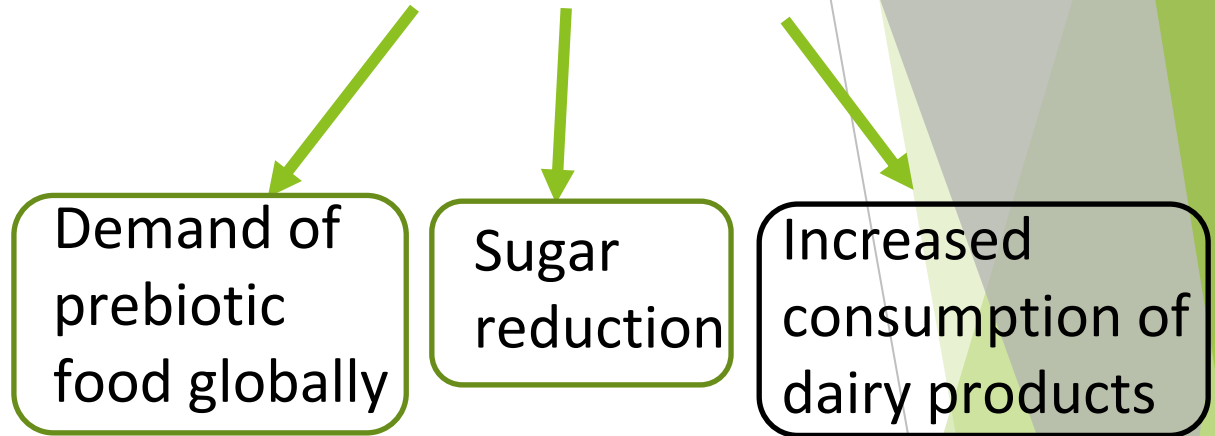 Demand of
prebiotic
food globally
Sugar
reduction
Increased
consumption of
dairy products